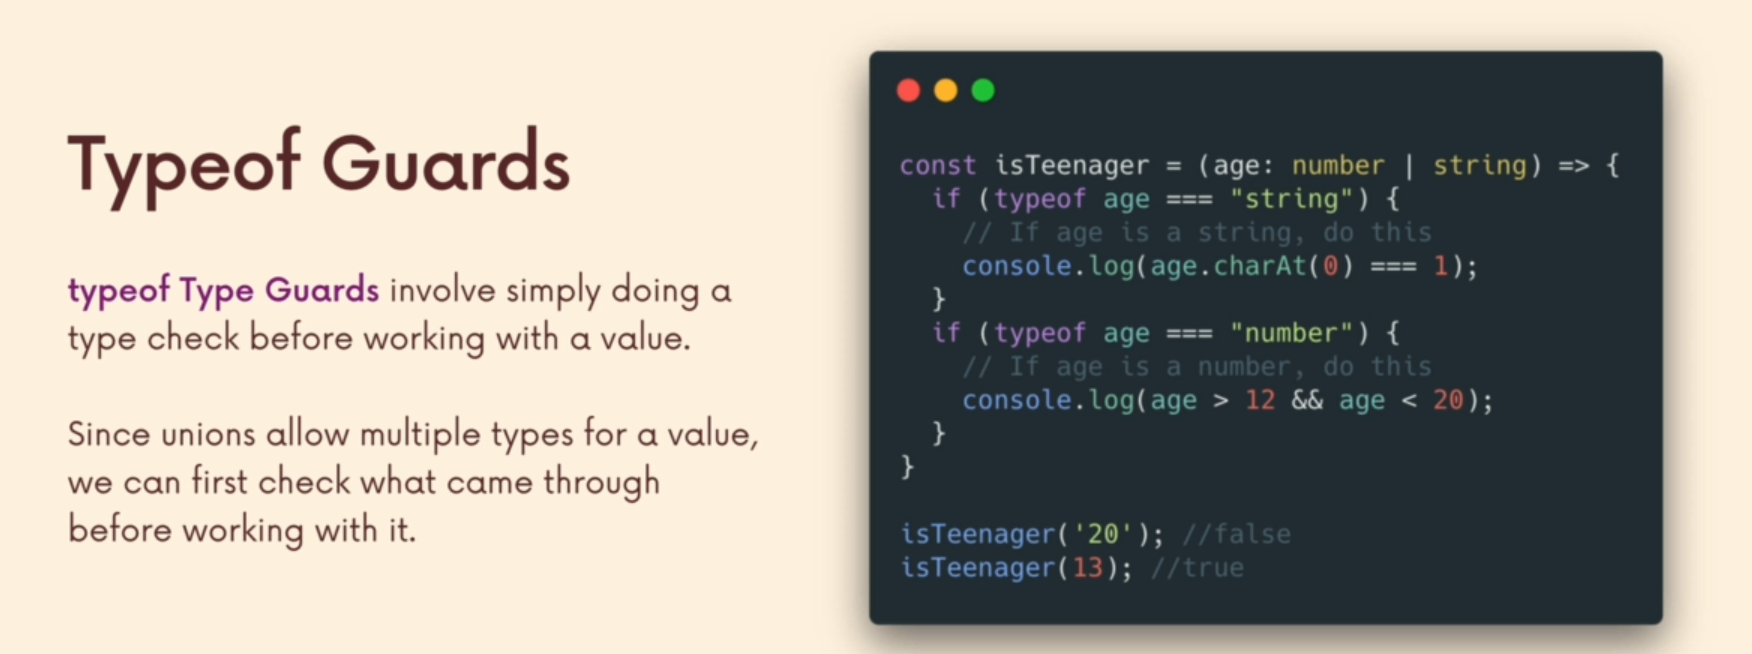 Typeof Guards
typeof Type Guards involve simply doing a
type check before working with a value.
Since unions allow multiple types for a value,
we can first check what came through
before working with it.
const isTeenager = (age: number | string) => {
  if (typeof age === "string") {
    // If age is a string, do this
    console.log(age.charAt(0) === 1);
  }
  if (typeof age === "number") {
    // If age is a number, do this
    console.log(age > 12 && age < 20);
  }
}
isTeenager('20'); //false
isTeenager(13); //true